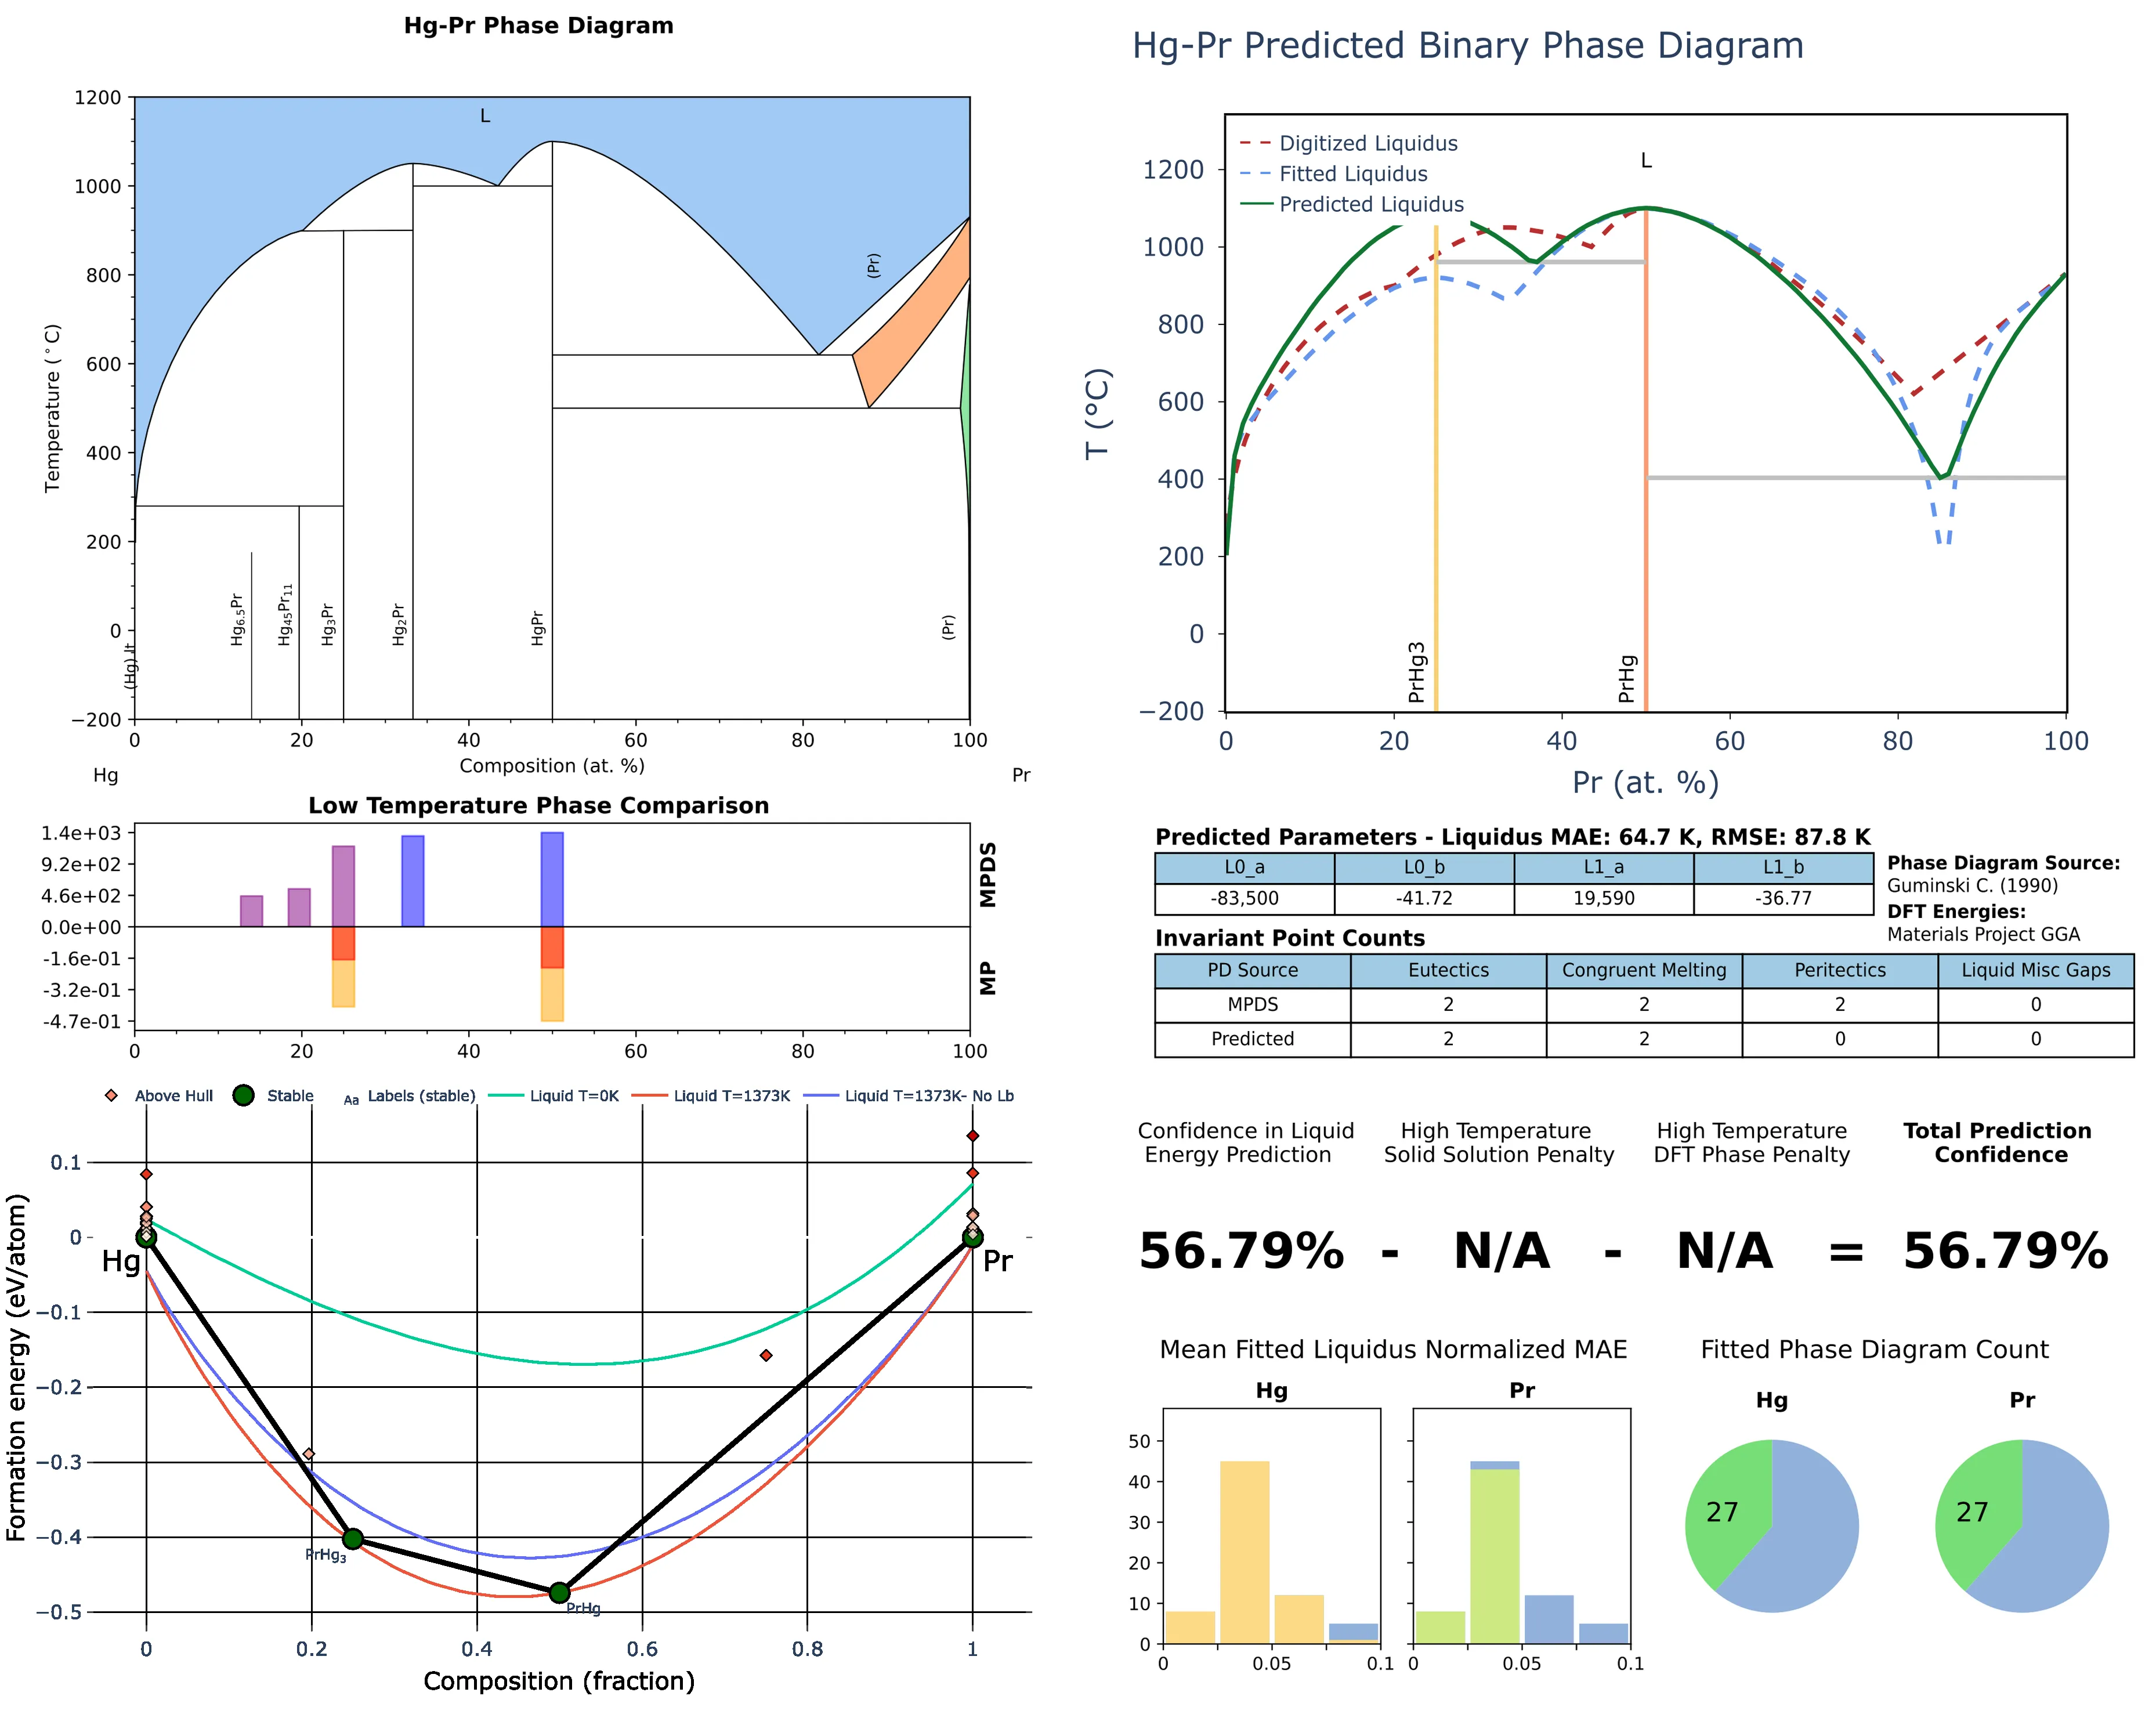 Hg-Pr Phase Diagram
1200
1000
800
600
400
200
0
−200
Temperature (°C)
L
(Pr)
Hg6.5Pr
Hg45Pr11
Hg3Pr
Hg2Pr
HgPr
(Pr)
(Hg) lt
0 20 40 60 80 100
Composition (at. %)
Hg Pr
Low Temperature Phase Comparison
1.4e+03
9.2e+02
4.6e+02
0.0e+00
-1.6e-01
-3.2e-01
-4.7e-01
MPDS
MP
0 20 40 60 80 100
Above Hull Stable Aa Labels (stable) Liquid T=0K Liquid T=1373K Liquid T=1373K- No Lb
0.1
0
−0.1
−0.2
−0.3
−0.4
−0.5
Formation energy (eV/atom)
Hg
Pr
PrHg3
PrHg
0 0.2 0.4 0.6 0.8 1
Composition (fraction)
Hg-Pr Predicted Binary Phase Diagram
Digitized Liquidus
Fitted Liquidus
Predicted Liquidus
L
1200
1000
800
600
400
200
0
−200
T (°C)
PrHg3
PrHg
0 20 40 60 80 100
Pr (at. %)
Predicted Parameters - Liquidus MAE: 64.7 K, RMSE: 87.8 K
L0_a L0_b L1_a L1_b
-83,500 -41.72 19,590 -36.77
Phase Diagram Source:
Guminski C. (1990)
DFT Energies:
Materials Project GGA
Invariant Point Counts
PD Source Eutectics Congruent Melting Peritectics Liquid Misc Gaps
MPDS 2 2 2 0
Predicted 2 2 0 0
Confidence in Liquid
Energy Prediction
High Temperature
Solid Solution Penalty
High Temperature
DFT Phase Penalty
Total Prediction
Confidence
56.79% - N/A - N/A = 56.79%
Mean Fitted Liquidus Normalized MAE
Hg Pr
50
40
30
20
10
0
0 0.05 0.1 0 0.05 0.1
Fitted Phase Diagram Count
Hg Pr
27 27